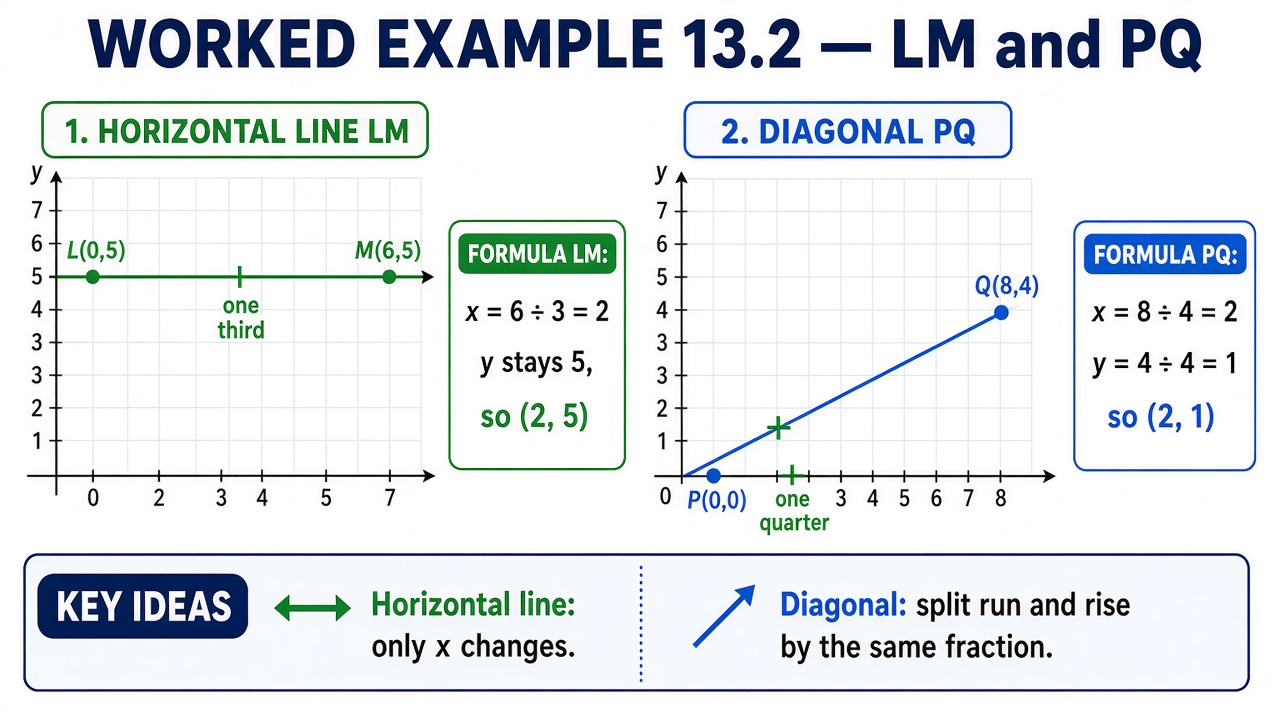 WORKED EXAMPLE 13.2 — LM and PQ
1. HORIZONTAL LINE LM
y
7
6
5
4
3
3
2
1
L(0,5)
M(6,5)
one
third
0 2 3 4 5 7
FORMULA LM:
x = 6 ÷ 3 = 2
y stays 5,
so (2, 5)
2. DIAGONAL PQ
y
7
6
5
4
3
3
2
1
Q(8,4)
0 P(0,0) 3 4 5 6 7 8
one
quarter
FORMULA PQ:
x = 8 ÷ 4 = 2
y = 4 ÷ 4 = 1
so (2, 1)
KEY IDEAS
Horizontal line:
only x changes.
Diagonal: split run and rise
by the same fraction.